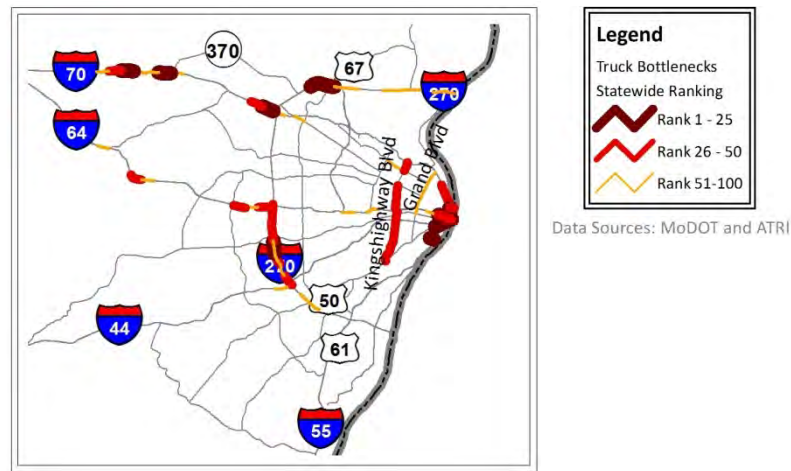 370
67
70
270
64
Kingshighway Blvd
Grand Blvd
270
50
44
61
55
Legend
Truck Bottlenecks
Statewide Ranking
Rank 1 - 25
Rank 26 - 50
Rank 51-100
Data Sources: MoDOT and ATRI